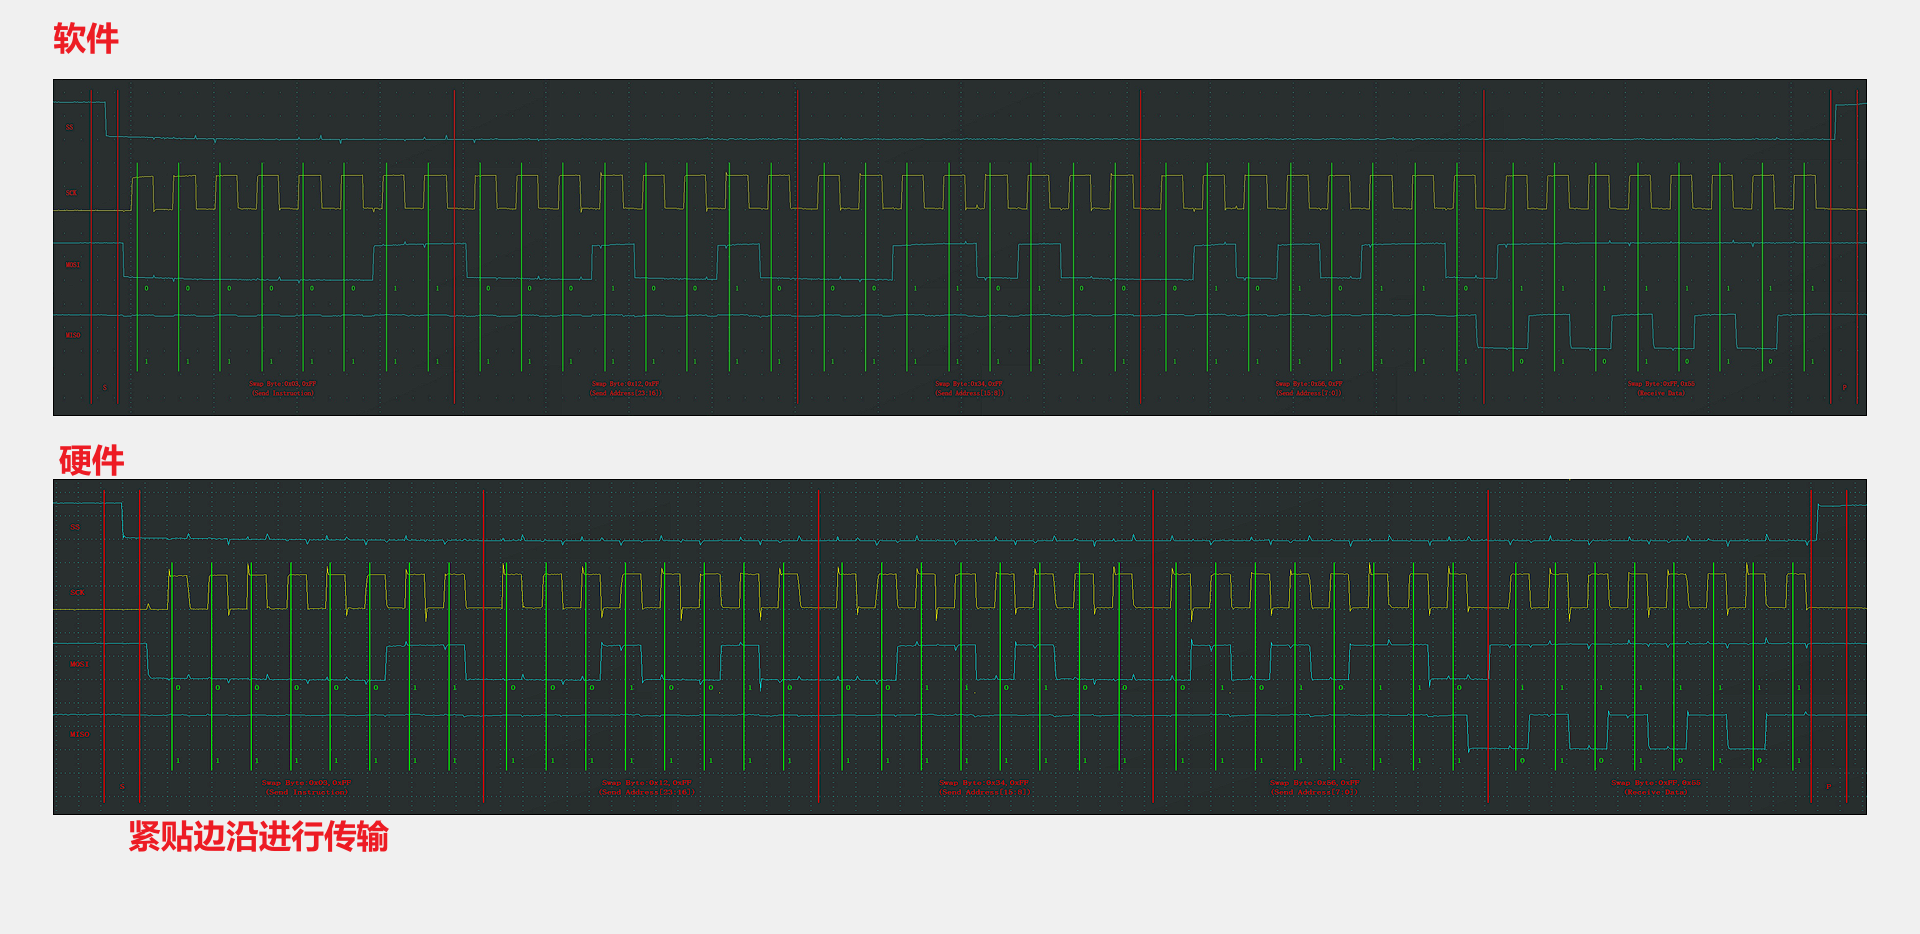 软件
SS
SCK
MOSI
0 0 0 0 0 0 1 1 0 0 0 1 0 0 1 0 0 0 1 1 0 1 0 0 0 1 0 1 0 1 1 0 1 1 1 1 1 1 1 1
MISO
1 1 1 1 1 1 1 1 1 1 1 1 1 1 1 1 1 1 1 1 1 1 1 1 1 1 1 1 1 1 1 1 0 1 0 1 0 1 0 1
S
Swap Byte:0x03,0xFF
Swap Byte:0x12,0xFF
Swap Byte:0x34,0xFF
Swap Byte:0x56,0xFF
Swap Byte:0xFF,0x55
P
(Send Instruction)
(Send Address[23:16])
(Send Address[15:8])
(Send Address[7:0])
(Receive Data)
硬件
SS
SCK
MOSI
0 0 0 0 0 0 1 1 0 0 0 1 0 0 1 0 0 0 1 1 0 1 0 0 0 1 0 1 0 1 1 0 1 1 1 1 1 1 1 1
MISO
1 1 1 1 1 1 1 1 1 1 1 1 1 1 1 1 1 1 1 1 1 1 1 1 1 1 1 1 1 1 1 1 0 1 0 1 0 1 0 1
S
Swap Byte:0x03,0xFF
Swap Byte:0x12,0xFF
Swap Byte:0x34,0xFF
Swap Byte:0x56,0xFF
Swap Byte:0xFF,0x55
P
(Send Instruction)
(Send Address[23:16])
(Send Address[15:8])
(Send Address[7:0])
(Receive Data)
紧贴边沿进行传输